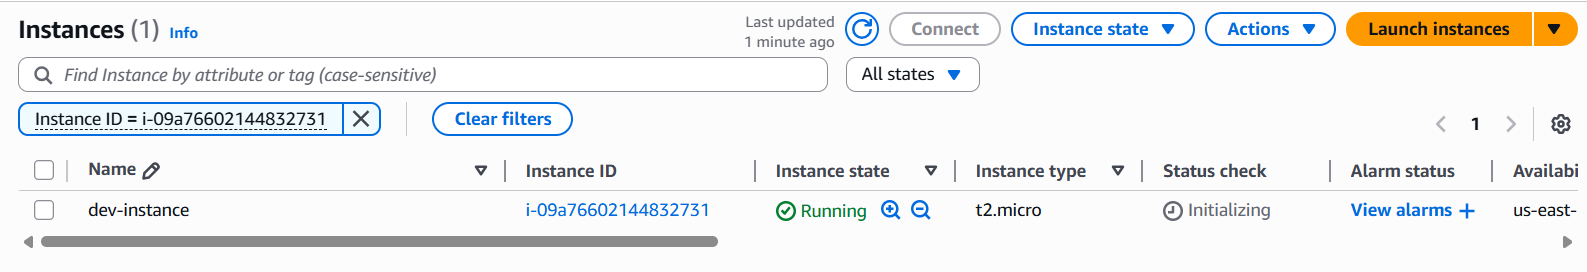 Instances (1) Info
Last updated
1 minute ago
Connect
Instance state
Actions
Launch instances
Find Instance by attribute or tag (case-sensitive)
All states
Instance ID = i-09a76602144832731
Clear filters
1
Name Instance ID Instance state Instance type Status check Alarm status Availabi
dev-instance i-09a76602144832731 Running t2.micro Initializing View alarms + us-east-